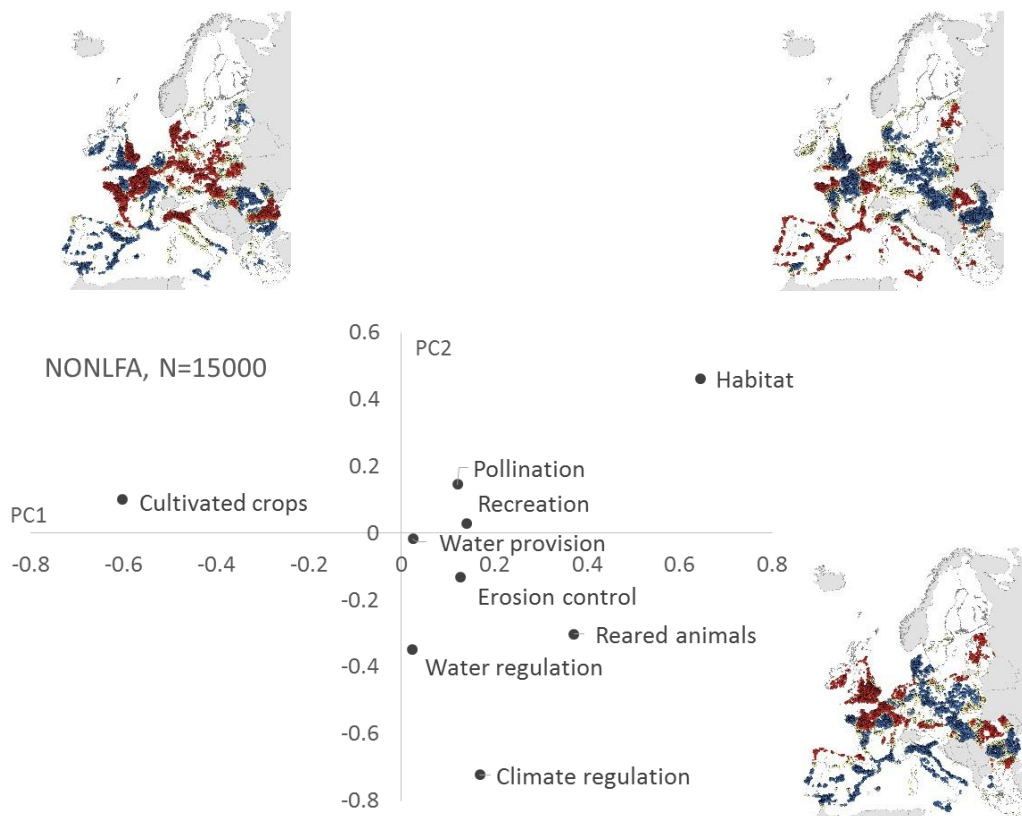 0.6
PC2
NONLFA, N=15000
Habitat
0.4
Pollination
0.2
Recreation
Cultivated crops
PC1
0
Water provision
-0.8
-0.6
-0.4
-0.2
0
0.2
0.4
0.6
0.8
Erosion control
-0.2
Reared animals
Water regulation
-0.4
-0.6
Climate regulation
-0.8